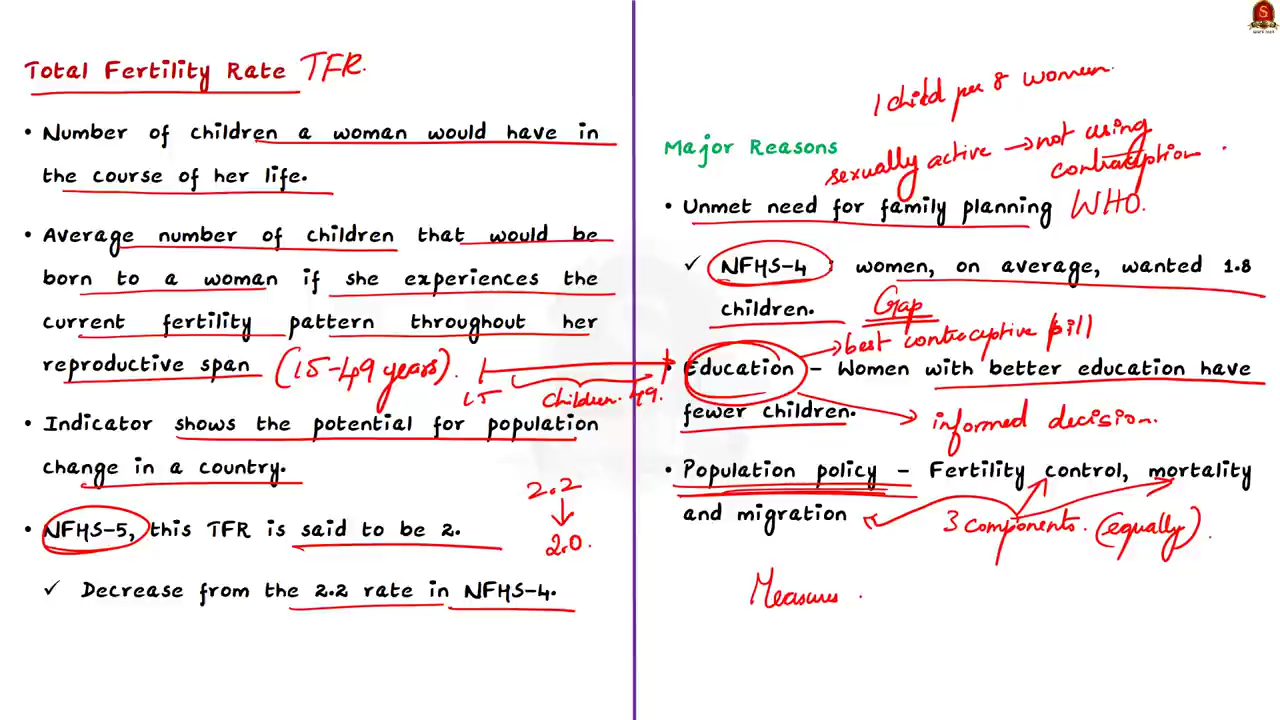 Total Fertility Rate TFR
• Number of children a woman would have in
the course of her life.
• Average number of children that would be
born to a woman if she experiences the
current fertility pattern throughout her
reproductive span (15-49 years).
15 children 49.
• Indicator shows the potential for population
change in a country.
• NFHS-5, this TFR is said to be 2.
2.2
2.0.
✓ Decrease from the 2.2 rate in NFHS-4.
1 child per 8 women
Major Reasons
sexually active → not using
contraception.
• Unmet need for family planning WHO.
✓ NFHS-4: women, on average, wanted 1.8
children. Gap
→ best contraceptive pill
• Education - Women with better education have
fewer children.
informed decision.
• Population policy - Fertility control, mortality
and migration
3 components. (equally).
Measures.